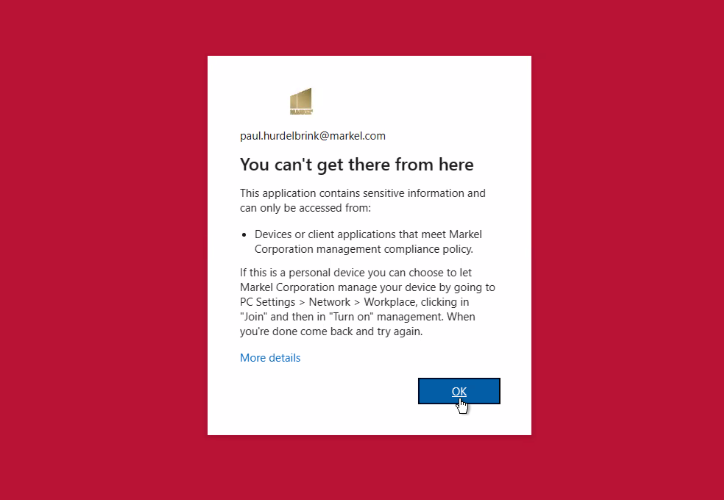 paul.hurdelbrink@markel.com
You can't get there from here
This application contains sensitive information and
can only be accessed from:
• Devices or client applications that meet Markel
Corporation management compliance policy.
If this is a personal device you can choose to let
Markel Corporation manage your device by going to
PC Settings > Network > Workplace, clicking in
"Join" and then in "Turn on" management. When
you're done come back and try again.
More details
OK